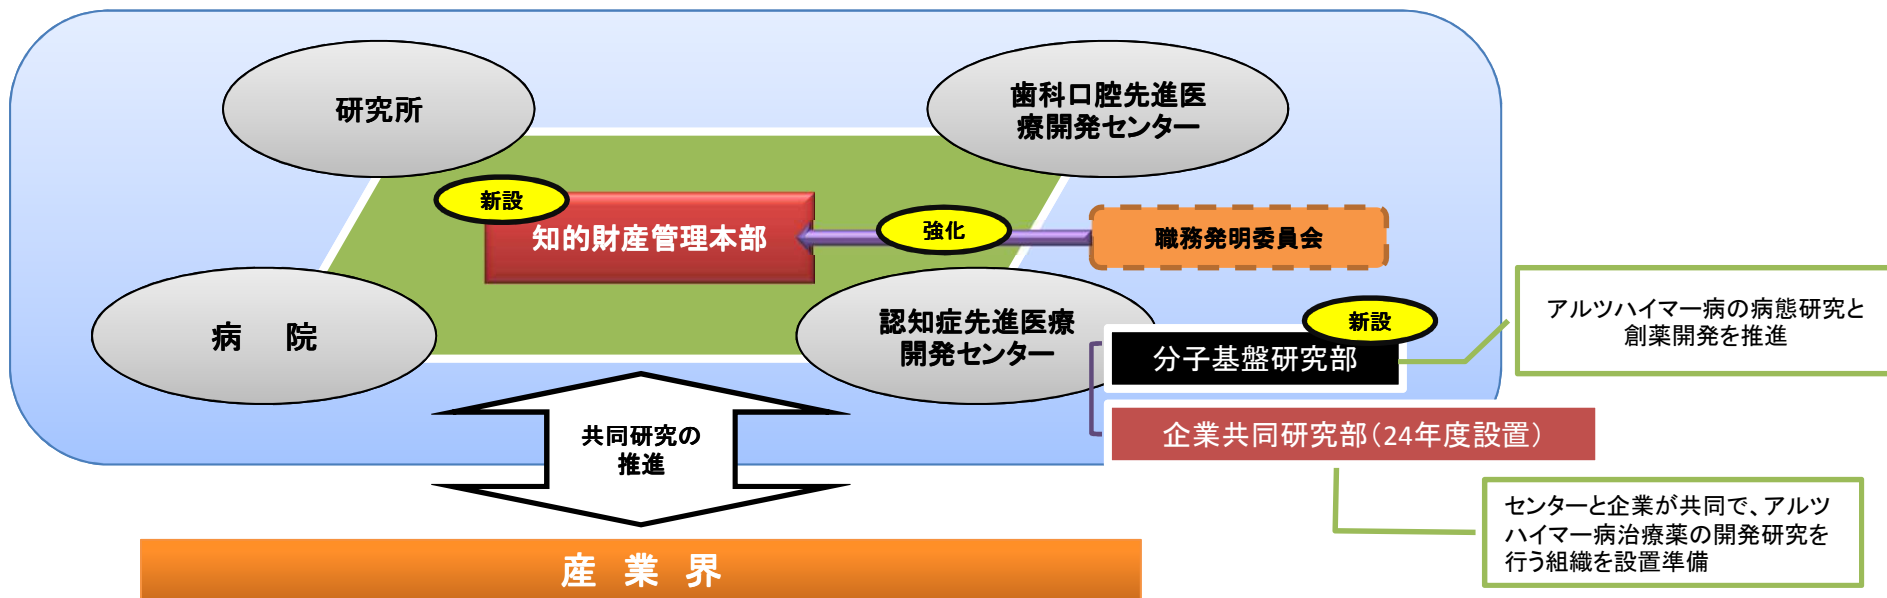 研究所
歯科口腔先進医
療開発センター
新設
知的財産管理本部
強化
職務発明委員会
病 院
認知症先進医療
開発センター
新設
分子基盤研究部
アルツハイマー病の病態研究と
創薬開発を推進
企業共同研究部(24年度設置)
共同研究の
推進
センターと企業が共同で、アルツ
ハイマー病治療薬の開発研究を
行う組織を設置準備
産 業 界